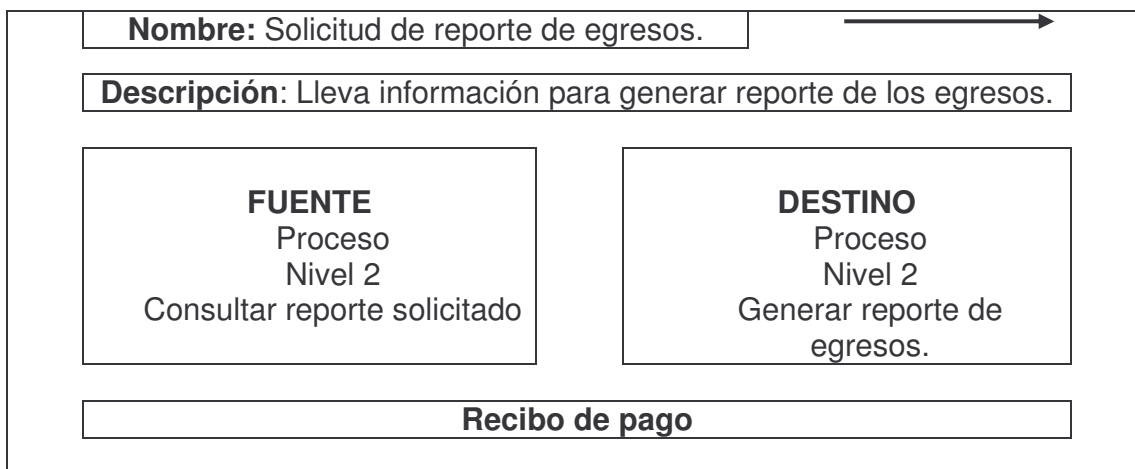 Nombre: Solicitud de reporte de egresos.
Descripción: Lleva información para generar reporte de los egresos.
FUENTE
Proceso
Nivel 2
Consultar reporte solicitado
DESTINO
Proceso
Nivel 2
Generar reporte de
egresos.
Recibo de pago